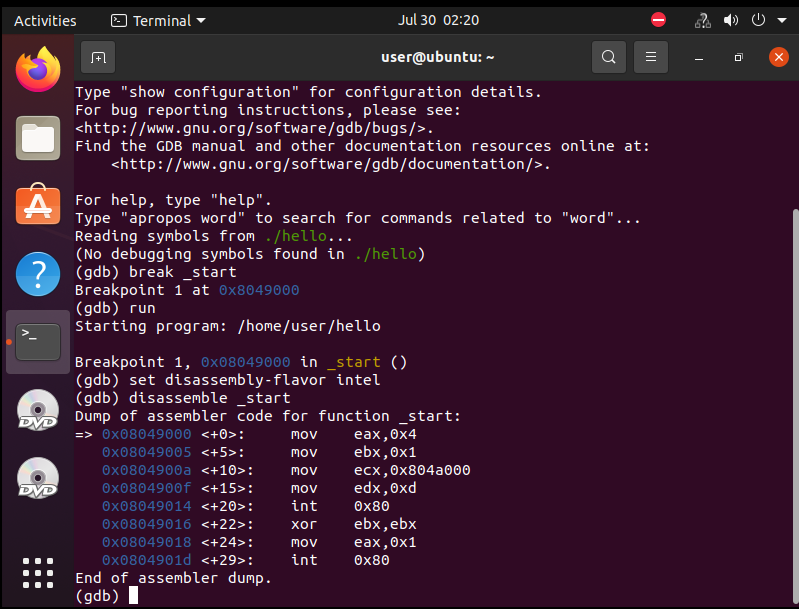 Activities Terminal Jul 30 02:20
user@ubuntu: ~
Type "show configuration" for configuration details.
For bug reporting instructions, please see:
<http://www.gnu.org/software/gdb/bugs/>.
Find the GDB manual and other documentation resources online at:
    <http://www.gnu.org/software/gdb/documentation/>.

For help, type "help".
Type "apropos word" to search for commands related to "word"...
Reading symbols from ./hello...
(No debugging symbols found in ./hello)
(gdb) break _start
Breakpoint 1 at 0x8049000
(gdb) run
Starting program: /home/user/hello

Breakpoint 1, 0x08049000 in _start ()
(gdb) set disassembly-flavor intel
(gdb) disassemble _start
Dump of assembler code for function _start:
=> 0x08049000 <+0>:     mov    eax,0x4
   0x08049005 <+5>:     mov    ebx,0x1
   0x0804900a <+10>:    mov    ecx,0x804a000
   0x0804900f <+15>:    mov    edx,0xd
   0x08049014 <+20>:    int    0x80
   0x08049016 <+22>:    xor    ebx,ebx
   0x08049018 <+24>:    mov    eax,0x1
   0x0804901d <+29>:    int    0x80
End of assembler dump.
(gdb)
>_
DVD
DVD